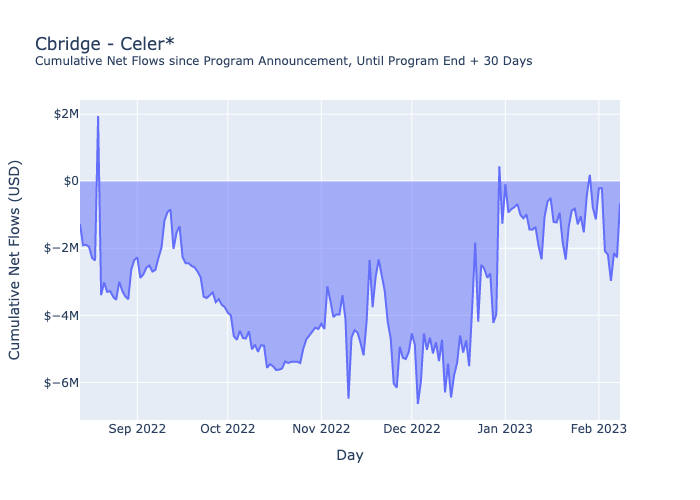 Cbridge - Celer*
Cumulative Net Flows since Program Announcement, Until Program End + 30 Days
Cumulative Net Flows (USD)
$2M
$0
$−2M
$−4M
$−6M
Sep 2022 Oct 2022 Nov 2022 Dec 2022 Jan 2023 Feb 2023
Day